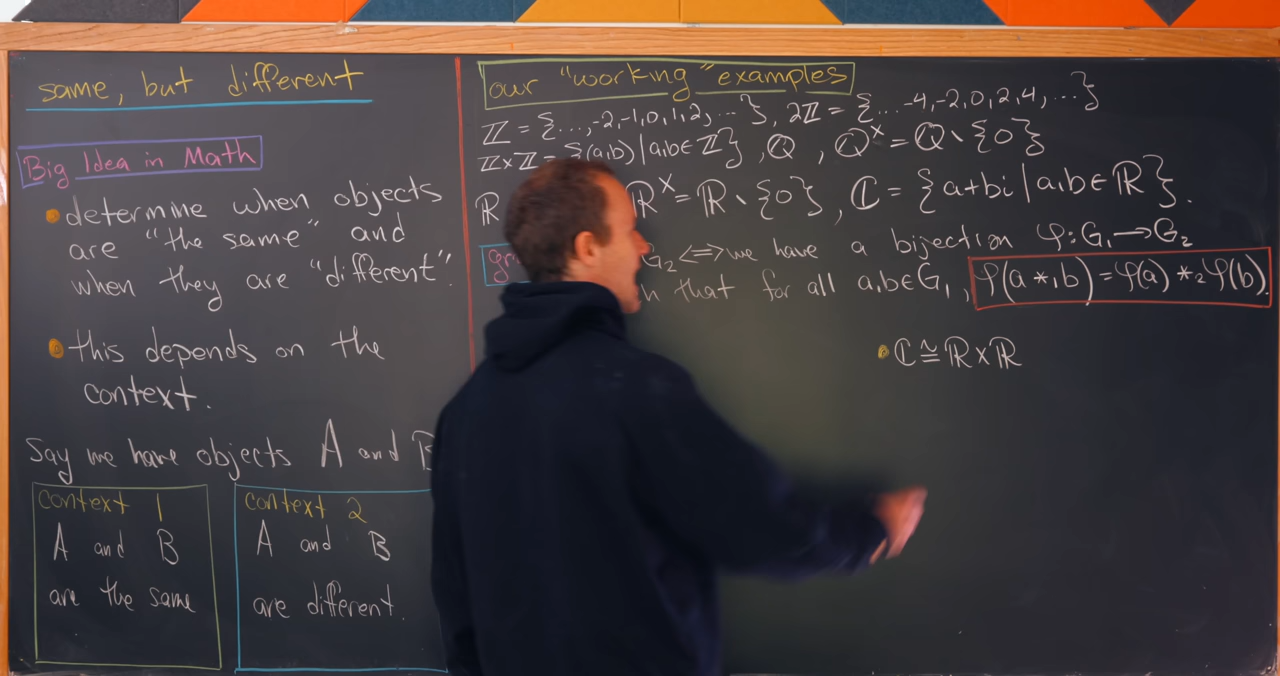 same, but different
Big Idea in Math
• determine when objects
are "the same" and
when they are "different".
• this depends on the
context.
Say we have objects A and B
context 1
A and B
are the same
context 2
A and B
are different.
our "working" examples
ℤ = {..., -2, -1, 0, 1, 2, ...}, 2ℤ = {... -4, -2, 0, 2, 4, ...}
ℤ×ℤ = {(a,b) | a,b ∈ ℤ}, ℚ, ℚ^× = ℚ \ {0}
ℝ ℝ^× = ℝ \ {0}, ℂ = {a+bi | a,b ∈ ℝ}.
G₂ ⟺ we have a bijection φ: G₁ → G₂
that for all a,b ∈ G₁, φ(a *₁ b) = φ(a) *₂ φ(b).
• ℂ ≅ ℝ×ℝ